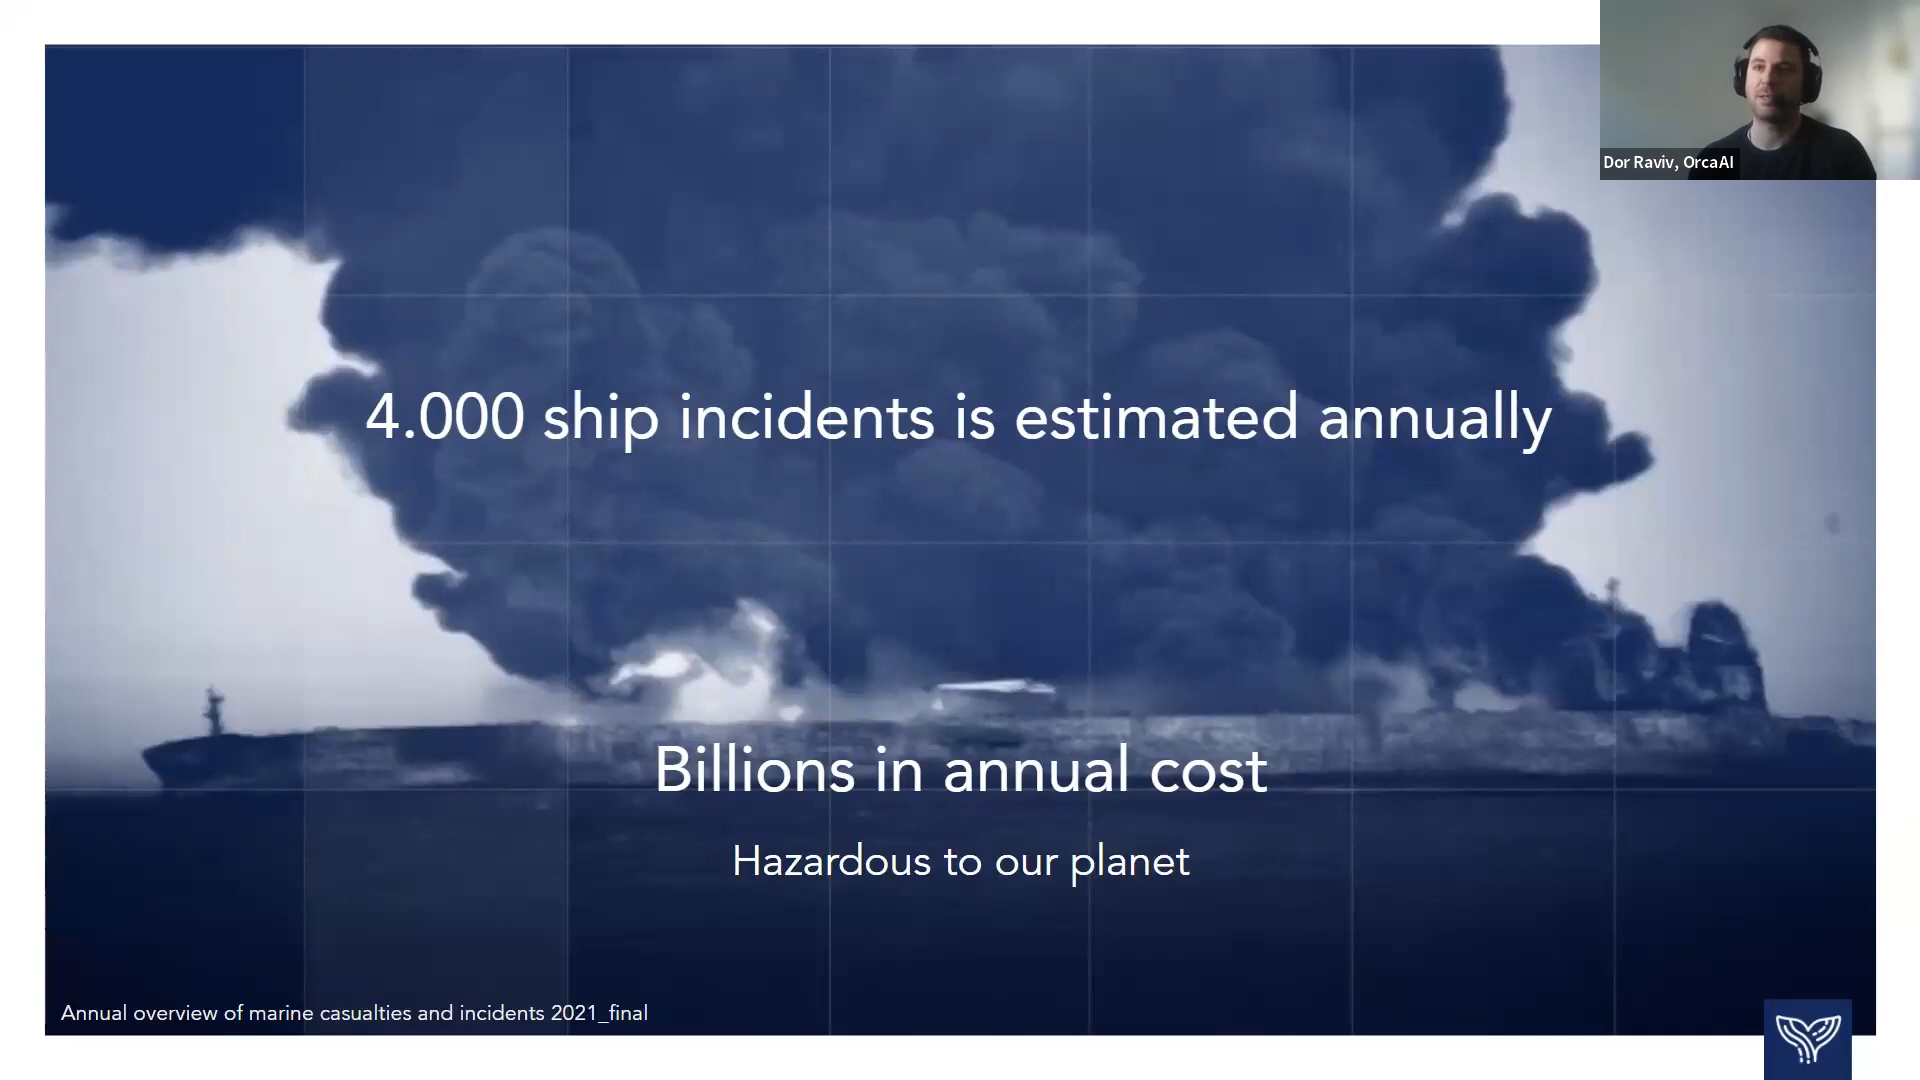 Dor Raviv, OrcaAI
4.000 ship incidents is estimated annually
Billions in annual cost
Hazardous to our planet
Annual overview of marine casualties and incidents 2021_final